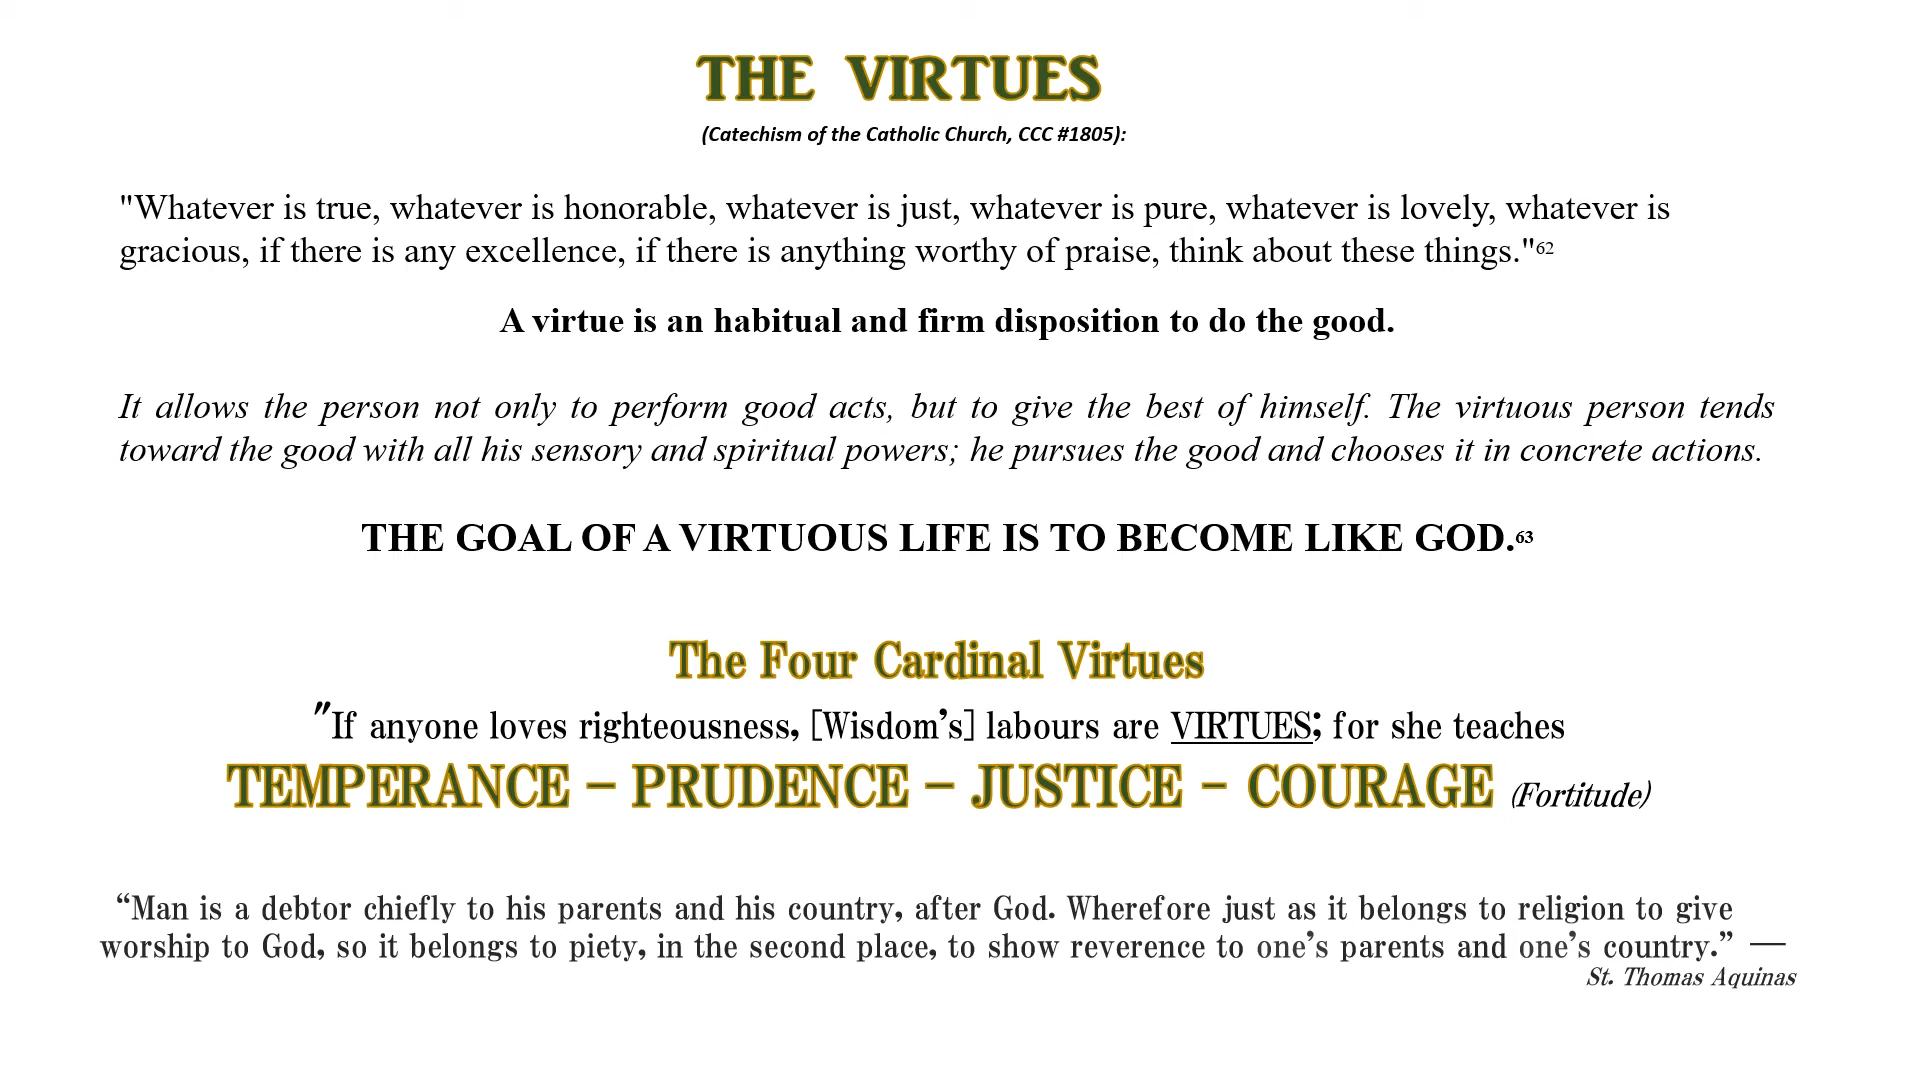 THE VIRTUES
(Catechism of the Catholic Church, CCC #1805):
"Whatever is true, whatever is honorable, whatever is just, whatever is pure, whatever is lovely, whatever is
gracious, if there is any excellence, if there is anything worthy of praise, think about these things."62
A virtue is an habitual and firm disposition to do the good.
It allows the person not only to perform good acts, but to give the best of himself. The virtuous person tends
toward the good with all his sensory and spiritual powers; he pursues the good and chooses it in concrete actions.
THE GOAL OF A VIRTUOUS LIFE IS TO BECOME LIKE GOD.63
The Four Cardinal Virtues
"If anyone loves righteousness, [Wisdom’s] labours are VIRTUES; for she teaches
TEMPERANCE – PRUDENCE – JUSTICE - COURAGE (Fortitude)
“Man is a debtor chiefly to his parents and his country, after God. Wherefore just as it belongs to religion to give
worship to God, so it belongs to piety, in the second place, to show reverence to one’s parents and one’s country.” —
St. Thomas Aquinas